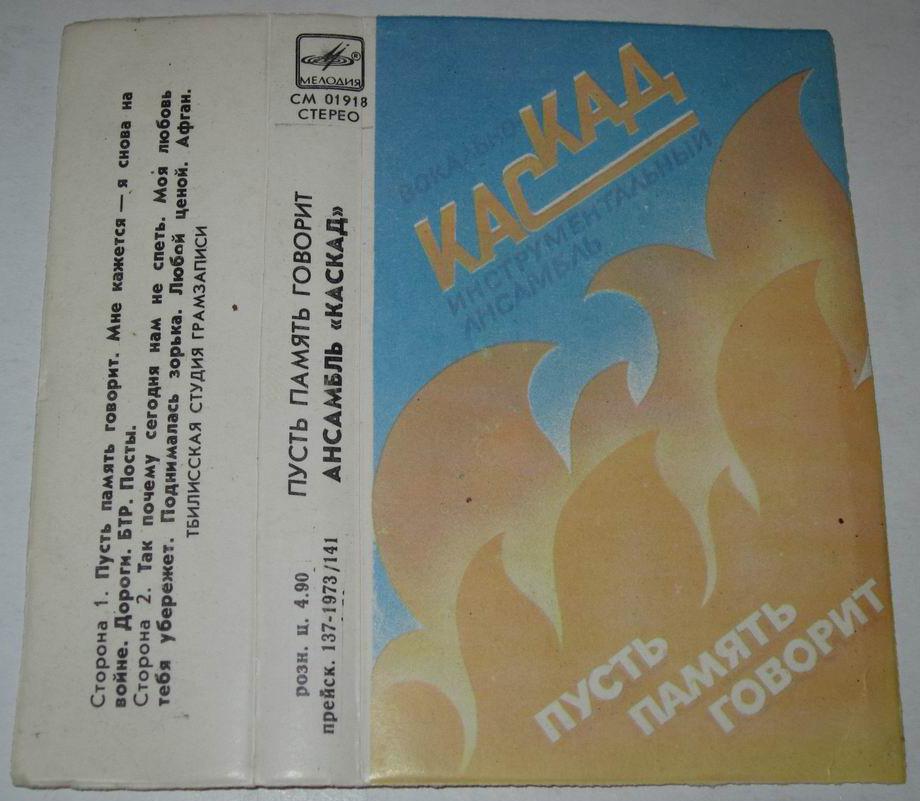 Сторона 1. Пусть память говорит. Мне кажется — я снова на
войне. Дороги. БТР. Посты.
Сторона 2. Так почему сегодня нам не спеть. Моя любовь
тебя убережет. Поднималась зорька. Любой ценой. Афган.
ТБИЛИССКАЯ СТУДИЯ ГРАМЗАПИСИ
МЕЛОДИЯ
СМ 01918
СТЕРЕО
ПУСТЬ ПАМЯТЬ ГОВОРИТ
АНСАМБЛЬ «КАСКАД»
розн. ц. 4.90
прейск. 137-1973/141
ВОКАЛЬНО
КАСКАД
ИНСТРУМЕНТАЛЬНЫЙ
АНСАМБЛЬ
ПУСТЬ
ПАМЯТЬ
ГОВОРИТ